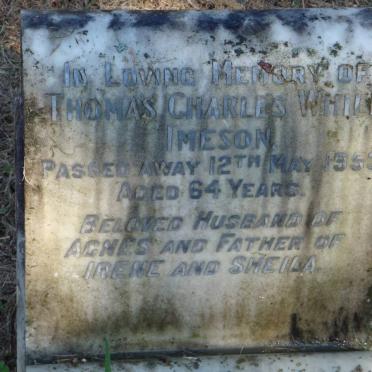 In Loving Memory of
Thomas Charles
Imeson.
Passed away 12th May
Aged 64 Years.
Beloved Husband of
Agnes and Father of
Irene and Sheila.